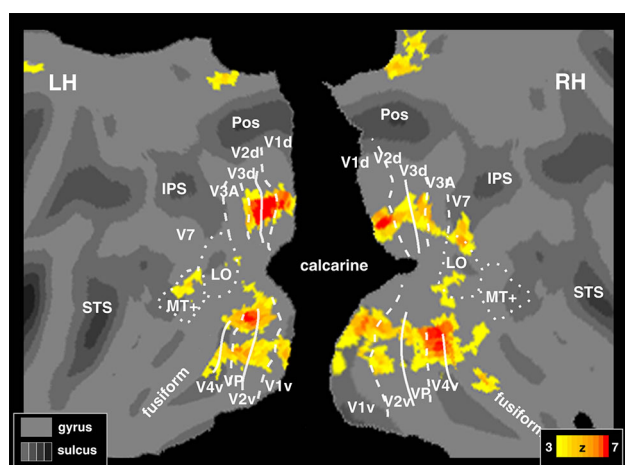 LH
RH
Pos
V1d
V2d
V3d
V3A
IPS
V7
LO
MT+
STS
V4v
VP
V2v
V1v
fusiform
calcarine
Pos
V1d
V2d
V3d
V3A
V7
IPS
LO
MT+
STS
V1v
V2v
VP
V4v
fusiform
gyrus
sulcus
3 z 7